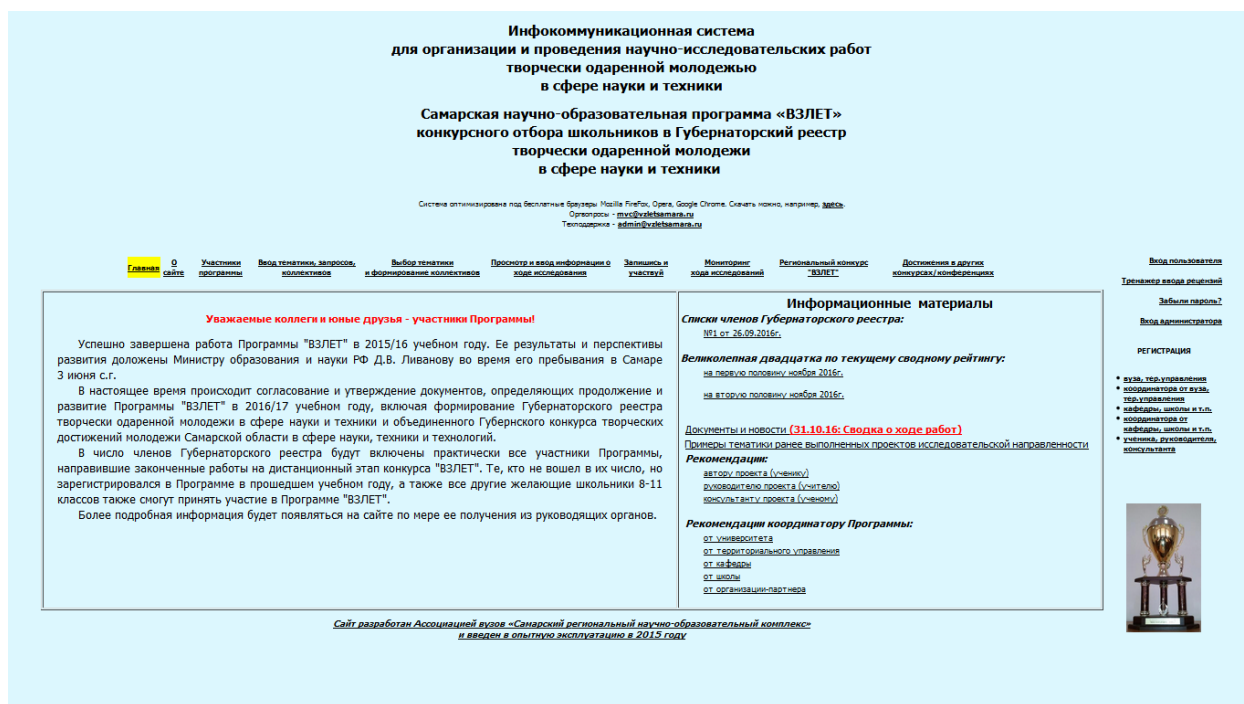 Инфокоммуникационная система
для организации и проведения научно-исследовательских работ
творчески одаренной молодежью
в сфере науки и техники
Самарская научно-образовательная программа «ВЗЛЕТ»
конкурсного отбора школьников в Губернаторский реестр
творчески одаренной молодежи
в сфере науки и техники
Система оптимизирована под бесплатные браузеры Mozilla FireFox, Opera, Google Chrome. Скачать можно, например, здесь.
Оргвопросы - mvc@vzletsamara.ru
Техподдержка - admin@vzletsamara.ru
Главная
О
сайте
Участники
программы
Ввод тематики, запросов,
коллективов
Выбор тематики
и формирование коллективов
Просмотр и ввод информации о
ходе исследования
Запишись и
участвуй
Мониторинг
хода исследований
Региональный конкурс
"ВЗЛЕТ"
Достижения в других
конкурсах/конференциях
Уважаемые коллеги и юные друзья - участники Программы!
Успешно завершена работа Программы "ВЗЛЕТ" в 2015/16 учебном году. Ее результаты и перспективы
развития доложены Министру образования и науки РФ Д.В. Ливанову во время его пребывания в Самаре
3 июня с.г.
В настоящее время происходит согласование и утверждение документов, определяющих продолжение и
развитие Программы "ВЗЛЕТ" в 2016/17 учебном году, включая формирование Губернаторского реестра
творчески одаренной молодежи в сфере науки и техники и объединенного Губернского конкурса творческих
достижений молодежи Самарской области в сфере науки, техники и технологий.
В число членов Губернаторского реестра будут включены практически все участники Программы,
направившие законченные работы на дистанционный этап конкурса "ВЗЛЕТ". Те, кто не вошел в их число, но
зарегистрировался в Программе в прошедшем учебном году, а также все другие желающие школьники 8-11
классов также смогут принять участие в Программе "ВЗЛЕТ".
Более подробная информация будет появляться на сайте по мере ее получения из руководящих органов.
Информационные материалы
Списки членов Губернаторского реестра:
№1 от 26.09.2016г.
Великолепная двадцатка по текущему сводному рейтингу:
на первую половину ноября 2016г.
на вторую половину ноября 2016г.
Документы и новости (31.10.16: Сводка о ходе работ)
Примеры тематики ранее выполненных проектов исследовательской направленности
Рекомендации:
автору проекта (ученику)
руководителю проекта (учителю)
консультанту проекта (ученому)
Рекомендации координатору Программы:
от университета
от территориального управления
от кафедры
от школы
от организации-партнера
Вход пользователя
Тренажер ввода рецензий
Забыли пароль?
Вход администратора
РЕГИСТРАЦИЯ
• вуза, тер.управления
• координатора от вуза,
тер.управления
• кафедры, школы и т.п.
• координатора от
кафедры, школы и т.п.
• ученика, руководителя,
консультанта
Сайт разработан Ассоциацией вузов «Самарский региональный научно-образовательный комплекс»
и введен в опытную эксплуатацию в 2015 году